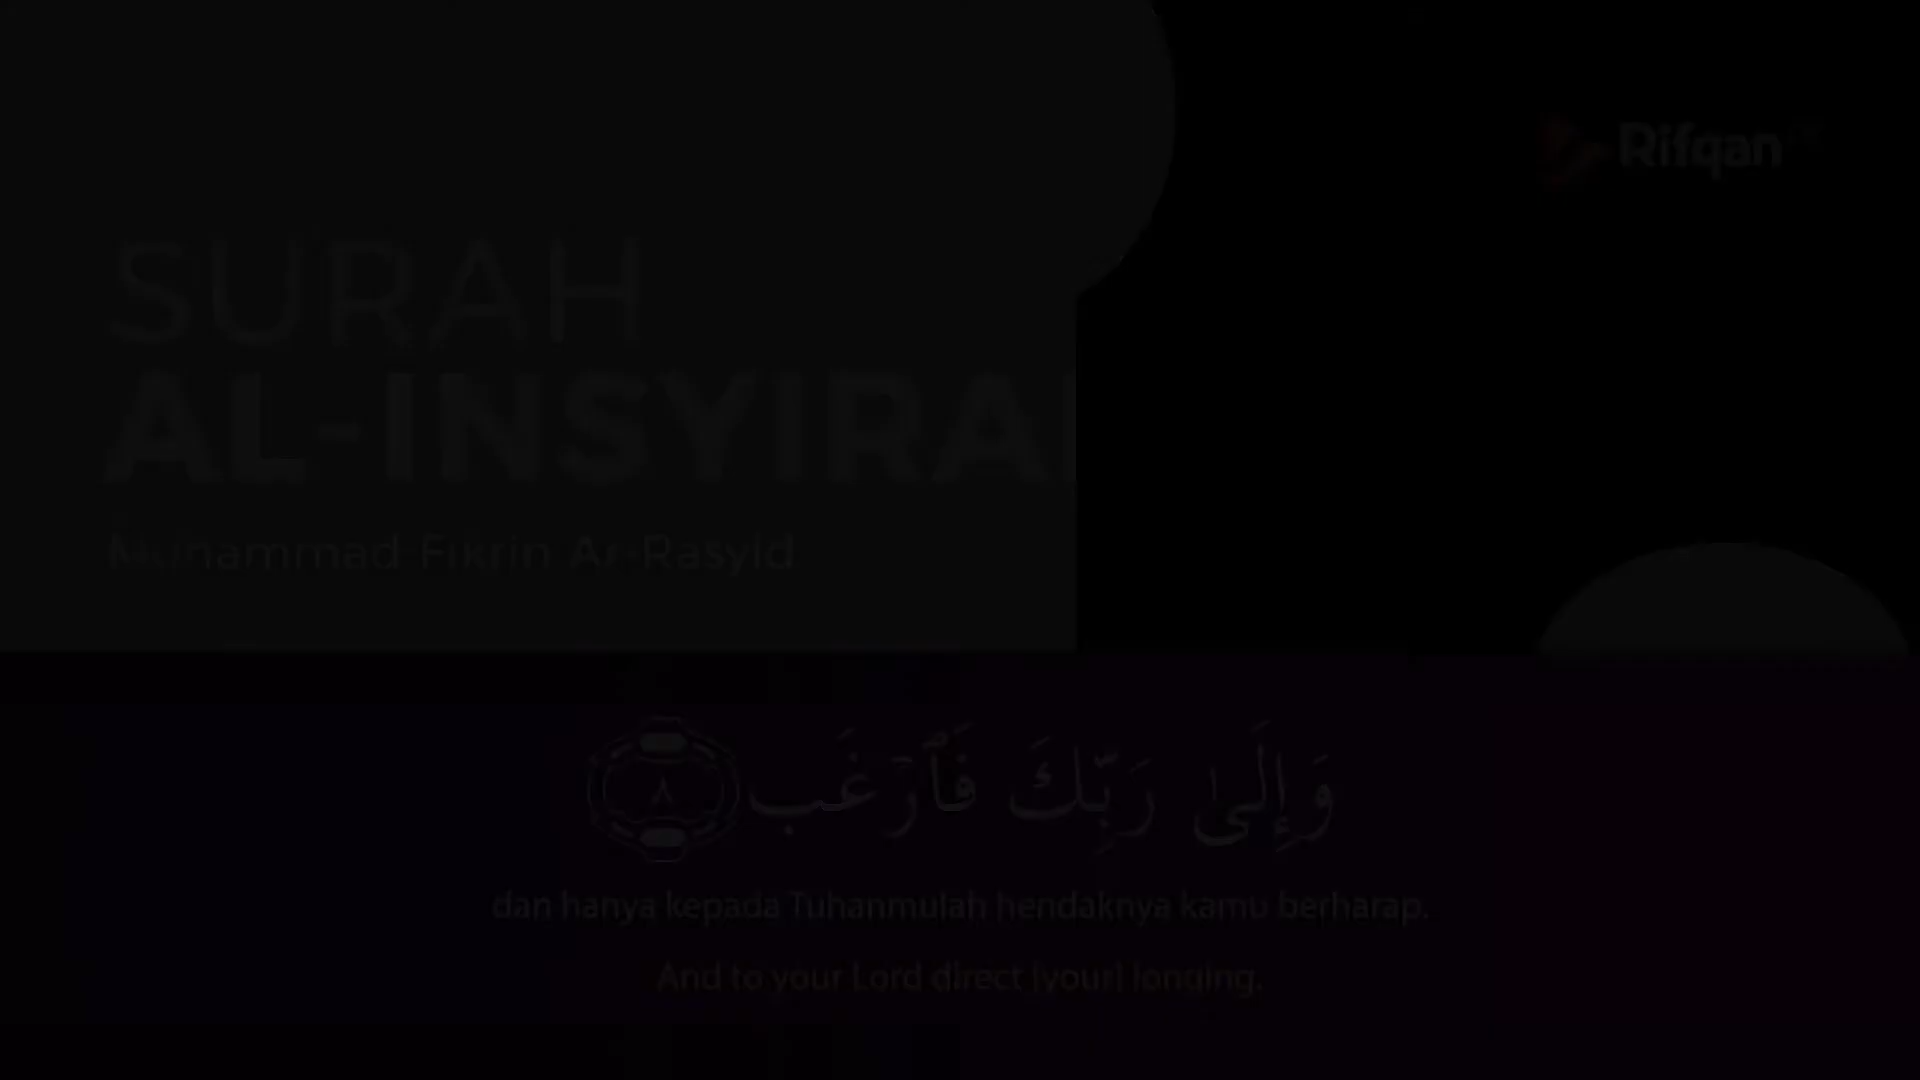 Rifqan
SURAH
AL-INSYIRAH
Muhammad Fikrin Ar-Rasyid
وَإِلَىٰ رَبِّكَ فَٱرۡغَب ٨
dan hanya kepada Tuhanmulah hendaknya kamu berharap.
And to your Lord direct [your] longing.